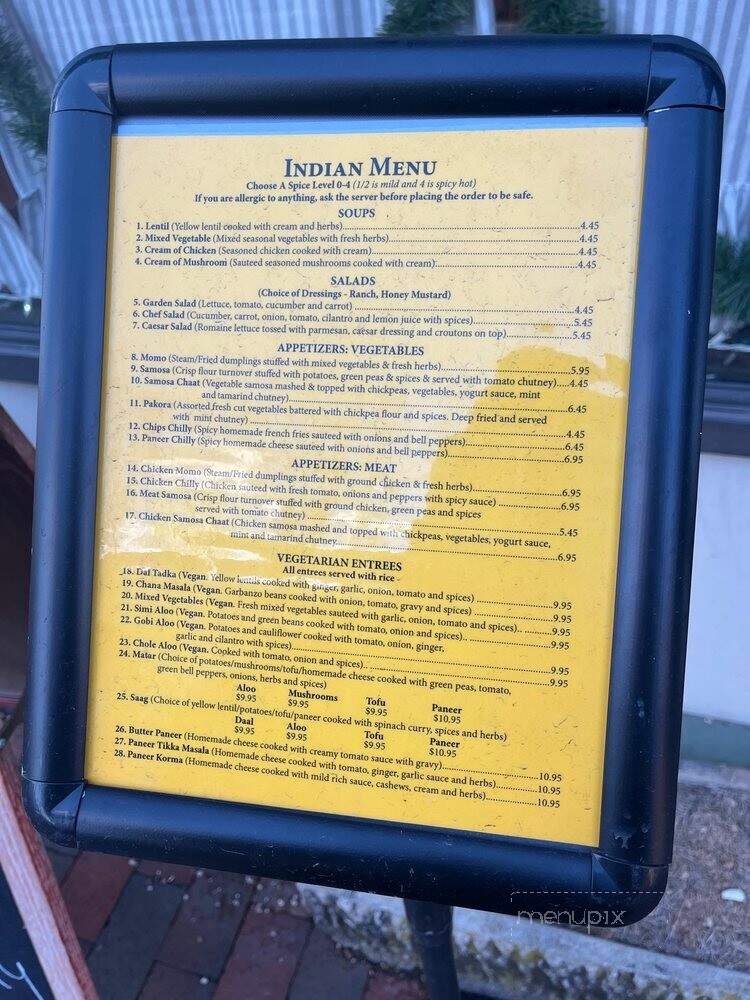 INDIAN MENU
Choose A Spice Level 0-4 (1/2 is mild and 4 is spicy hot)
If you are allergic to anything, ask the server before placing the order to be safe.
SOUPS
1. Lentil (Yellow lentil cooked with cream and herbs)...4.45
2. Mixed Vegetable (Mixed seasonal vegetables with fresh herbs)...4.45
3. Cream of Chicken (Seasoned chicken cooked with cream)...4.45
4. Cream of Mushroom (Sauteed seasoned mushrooms cooked with cream)...4.45
SALADS
(Choice of Dressings - Ranch, Honey Mustard)
5. Garden Salad (Lettuce, tomato, cucumber and carrot) ...4.45
6. Chef Salad (Cucumber, carrot, onion, tomato, cilantro and lemon juice with spices)...5.45
7. Caesar Salad (Romaine lettuce tossed with parmesan, caesar dressing and croutons on top)...5.45
APPETIZERS: VEGETABLES
8. Momo (Steam/Fried dumplings stuffed with mixed vegetables & fresh herbs)...5.95
9. Samosa (Crisp flour turnover stuffed with potatoes, green peas & spices & served with tomato chutney)...4.45
10. Samosa Chaat (Vegetable samosa mashed & topped with chickpeas, vegetables, yogurt sauce, mint
and tamarind chutney)...6.45
11. Pakora (Assorted fresh cut vegetables battered with chickpea flour and spices. Deep fried and served
with mint chutney) ...4.45
12. Chips Chilly (Spicy homemade french fries sauteed with onions and bell peppers)...6.45
13. Paneer Chilly (Spicy homemade cheese sauteed with onions and bell peppers)...6.95
APPETIZERS: MEAT
14. Chicken Momo (Steam/Fried dumplings stuffed with ground chicken & fresh herbs)...6.95
15. Chicken Chilly (Chicken sauteed with fresh tomato, onions and peppers with spicy sauce) ...6.95
16. Meat Samosa (Crisp flour turnover stuffed with ground chicken, green peas and spices
served with tomato chutney) ...5.45
17. Chicken Samosa Chaat (Chicken samosa mashed and topped with chickpeas, vegetables, yogurt sauce,
mint and tamarind chutney...6.95
VEGETARIAN ENTREES
All entrees served with rice -
18. Dal Tadka (Vegan. Yellow lentils cooked with ginger, garlic, onion, tomato and spices) ...9.95
19. Chana Masala (Vegan. Garbanzo beans cooked with onion, tomato, gravy and spices) ...9.95
20. Mixed Vegetables (Vegan. Fresh mixed vegetables sauteed with garlic, onion, tomato and spices)...9.95
21. Simi Aloo (Vegan. Potatoes and green beans cooked with tomato, onion and spices)...9.95
22. Gobi Aloo (Vegan. Potatoes and cauliflower cooked with tomato, onion, ginger,
garlic and cilantro with spices)...9.95
23. Chole Aloo (Vegan. Copked with tomato, onion and spices)...9.95
24. Matar (Choice of potatoes/mushrooms/tofu/homemade cheese cooked with green peas, tomato,
green bell peppers, onions, herbs and spices)
Aloo Mushrooms Tofu Paneer
$9.95 $9.95 $9.95 $10.95
25. Saag (Choice of yellow lentil/potatoes/tofu/paneer cooked with spinach curry, spices and herbs)
Daal Aloo Tofu Paneer
$9.95 $9.95 $9.95 $10.95
26. Butter Paneer (Homemade cheese cooked with creamy tomato sauce with gravy)...10.95
27. Paneer Tikka Masala (Homemade cheese cooked with tomato, ginger, garlic sauce and herbs)...10.95
28. Paneer Korma (Homemade cheese cooked with mild rich sauce, cashews, cream and herbs)...10.95
menupix